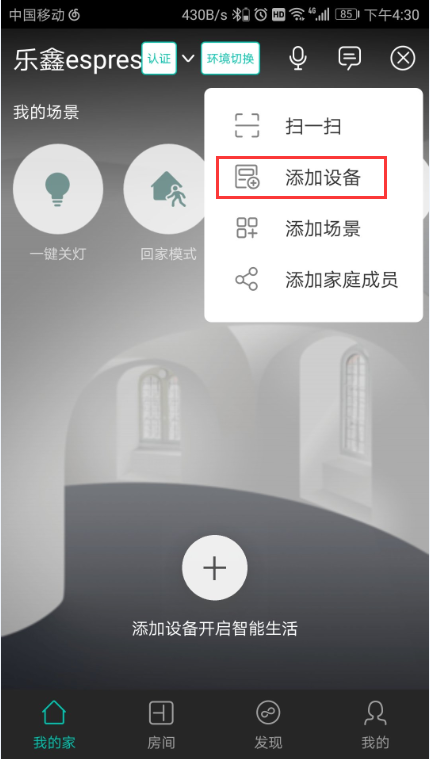 中国移动 430B/s HD 4G 85 下午4:30
乐鑫espres 认证 环境切换
我的场景
扫一扫
添加设备
添加场景
添加家庭成员
一键关灯 回家模式
添加设备开启智能生活
我的家 房间 发现 我的